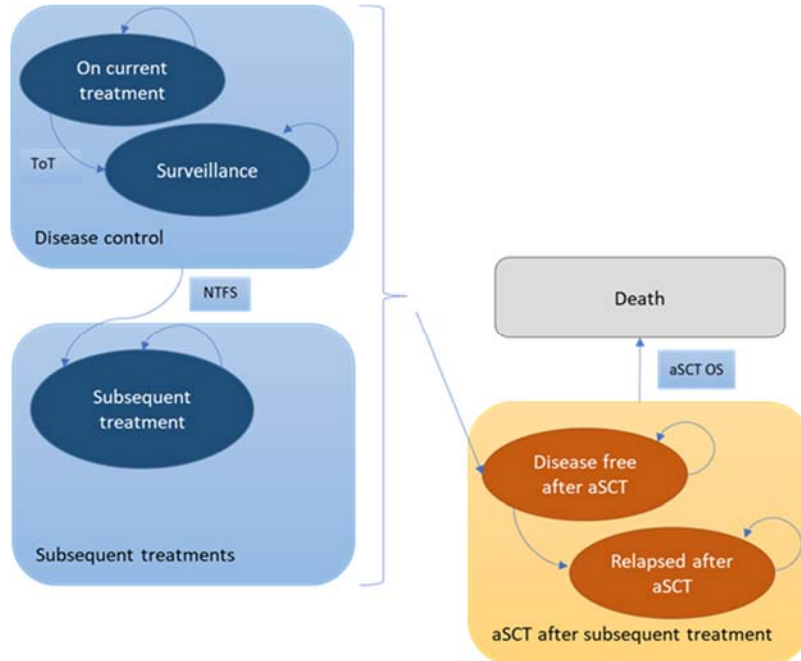 On current
treatment
ToT
Surveillance
Disease control
NTFS
Subsequent
treatment
Subsequent treatments
Death
aSCT OS
Disease free
after aSCT
Relapsed after
aSCT
aSCT after subsequent treatment